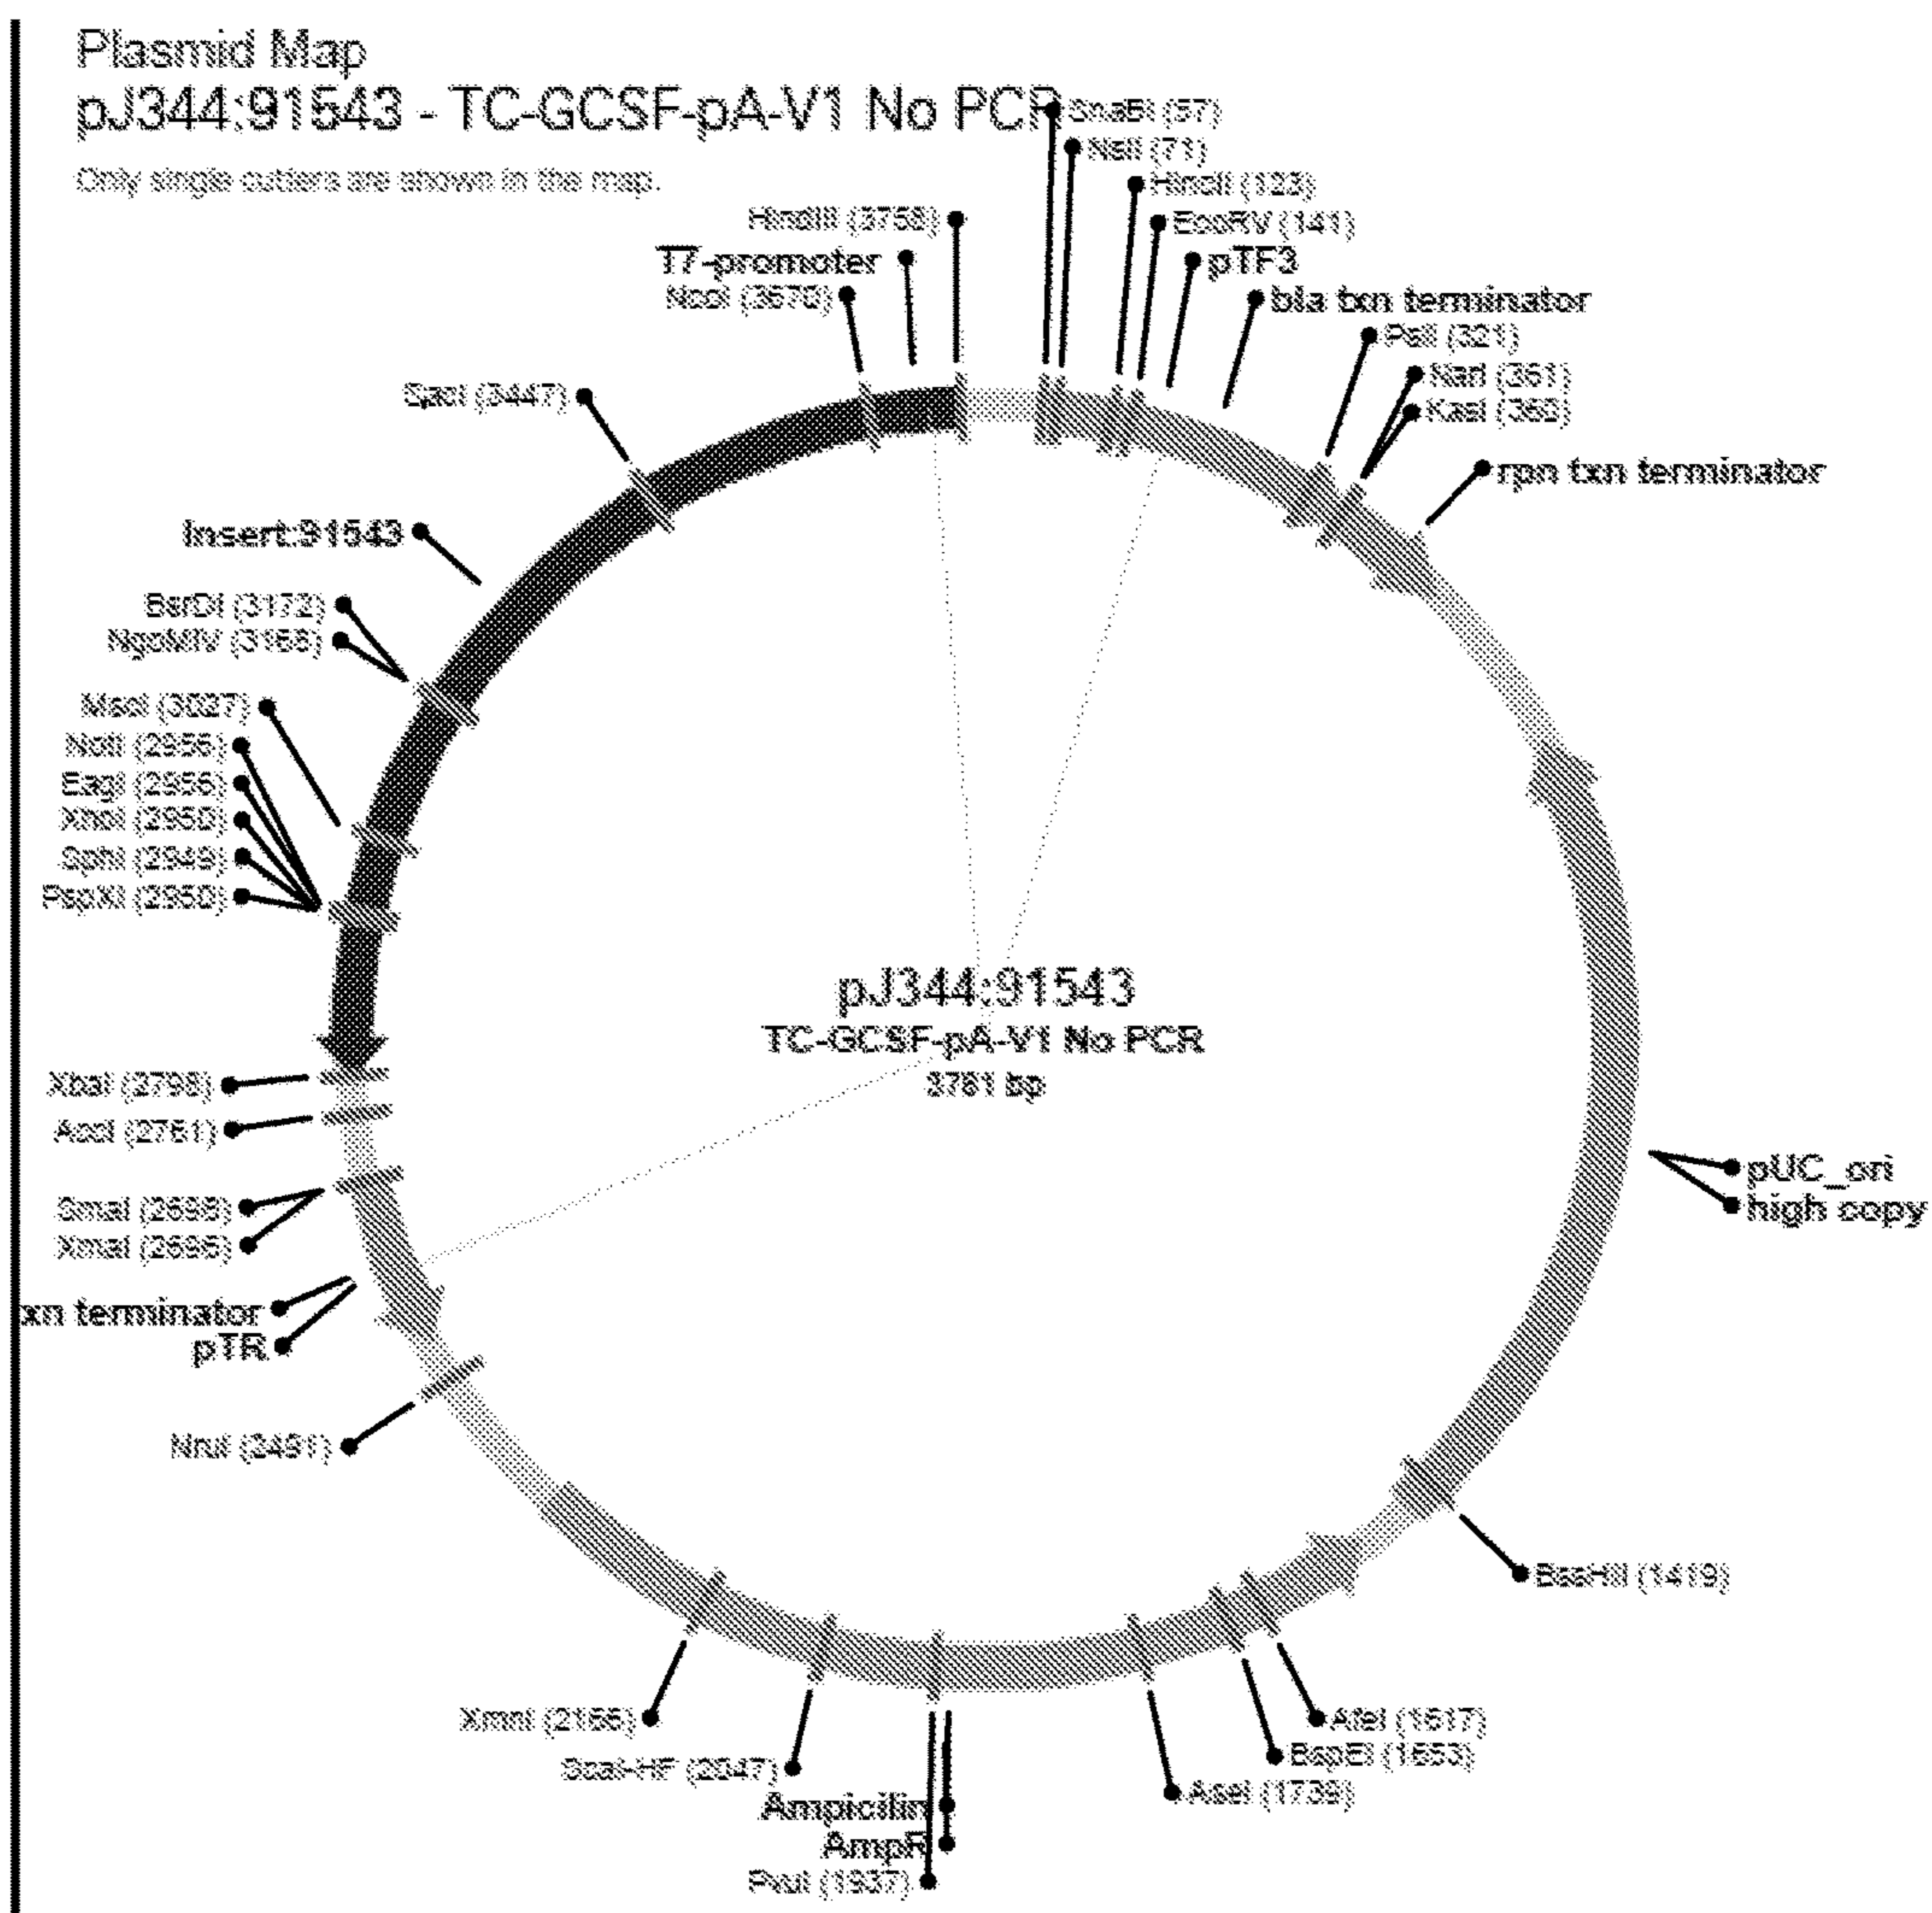 Plasmid Map
pJ344:91543 - TC-GCSF-pA-V1 No PCR
Only single cutters are shown in the map.
SnaBI (57)
NsiI (71)
HincII (123)
EcoRV (141)
pTF3
bla txn terminator
(321)
NarI (361)
KasI (360)
rpn txn terminator
pUC_ori
high copy
BssHII (1419)
AfeI (1617)
BspEI (1653)
AseI (1739)
Ampicilin
AmpR
PvuI (1937)
ScaI-HF (2047)
XmnI (2166)
NruI (2491)
xn terminator
pTR
SmaI
XmaI
AccI (2761)
XbaI (2798)
PspXI (2950)
SphI (2949)
XhoI (2950)
EagI (2956)
NotI (2956)
MscI (3027)
NgoMIV
BsrDI (3172)
Insert:91543
SacI (3447)
NcoI (3670)
T7-promoter
HindIII (3758)
pJ344:91543
TC-GCSF-pA-V1 No PCR
3761 bp